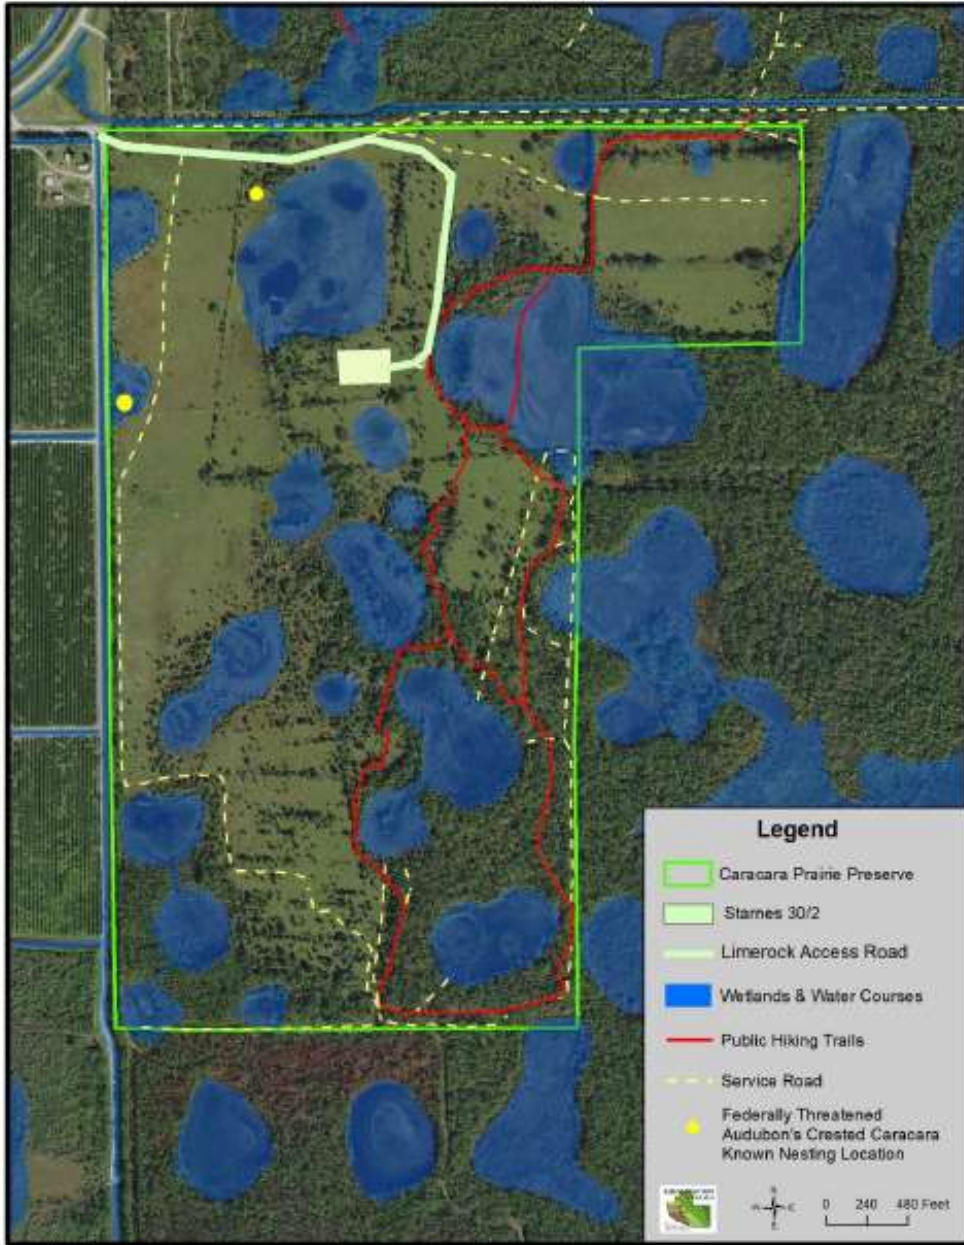 Legend
Caracara Prairie Preserve
Starnes 30/2
Limerock Access Road
Wetlands & Water Courses
Public Hiking Trails
Service Road
Federally Threatened
Audubon's Crested Caracara
Known Nesting Location
0 240 480 Feet